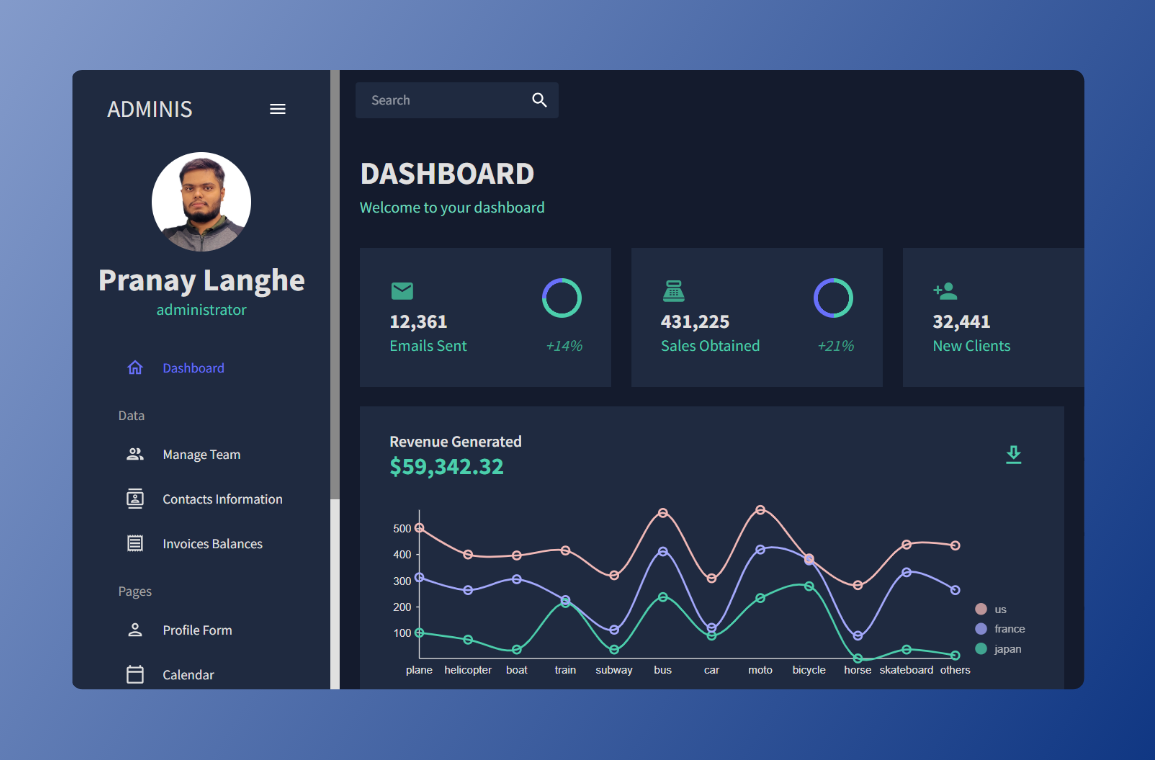 ADMINIS
Pranay Langhe
administrator
Dashboard
Data
Manage Team
Contacts Information
Invoices Balances
Pages
Profile Form
Calendar
Search
DASHBOARD
Welcome to your dashboard
12,361
Emails Sent
+14%
431,225
Sales Obtained
+21%
32,441
New Clients
Revenue Generated
$59,342.32
500
400
300
200
100
plane helicopter boat train subway bus car moto bicycle horse skateboard others
us
france
japan